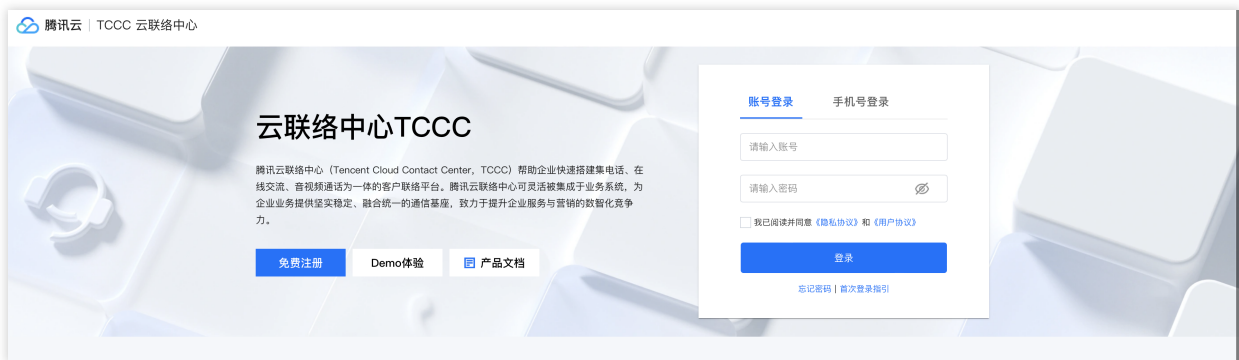 腾讯云 | TCCC 云联络中心
云联络中心TCCC
腾讯云联络中心（Tencent Cloud Contact Center，TCCC）帮助企业快速搭建集电话、在
线交流、音视频通话为一体的客户联络平台。腾讯云联络中心可灵活被集成于业务系统，为
企业业务提供坚实稳定、融合统一的通信基座，致力于提升企业服务与营销的数智化竞争
力。
免费注册 Demo体验 产品文档
账号登录 手机号登录
请输入账号
请输入密码
我已阅读并同意《隐私协议》和《用户协议》
登录
忘记密码 | 首次登录指引